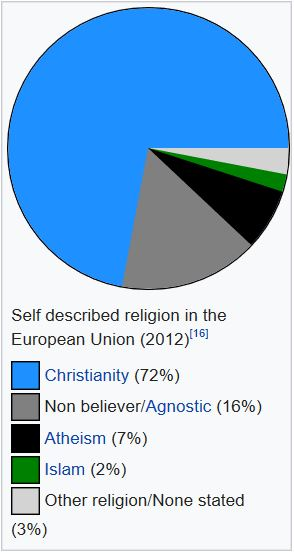 Self described religion in the
European Union (2012)[16]
Christianity (72%)
Non believer/Agnostic (16%)
Atheism (7%)
Islam (2%)
Other religion/None stated
(3%)